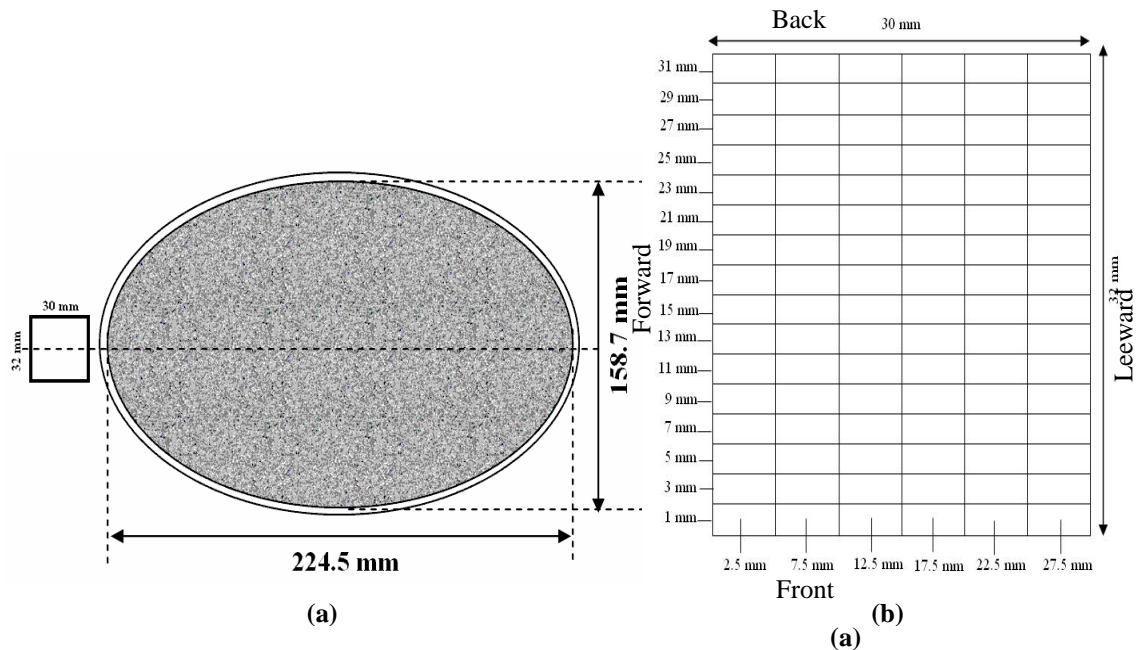 30 mm
32 mm
158.7 mm
224.5 mm
(a)
Back
30 mm
31 mm
29 mm
27 mm
25 mm
23 mm
21 mm
19 mm
17 mm
15 mm
13 mm
11 mm
9 mm
7 mm
5 mm
3 mm
1 mm
Forward
32 mm
Leeward
2.5 mm 7.5 mm 12.5 mm 17.5 mm 22.5 mm 27.5 mm
Front
(b)
(a)